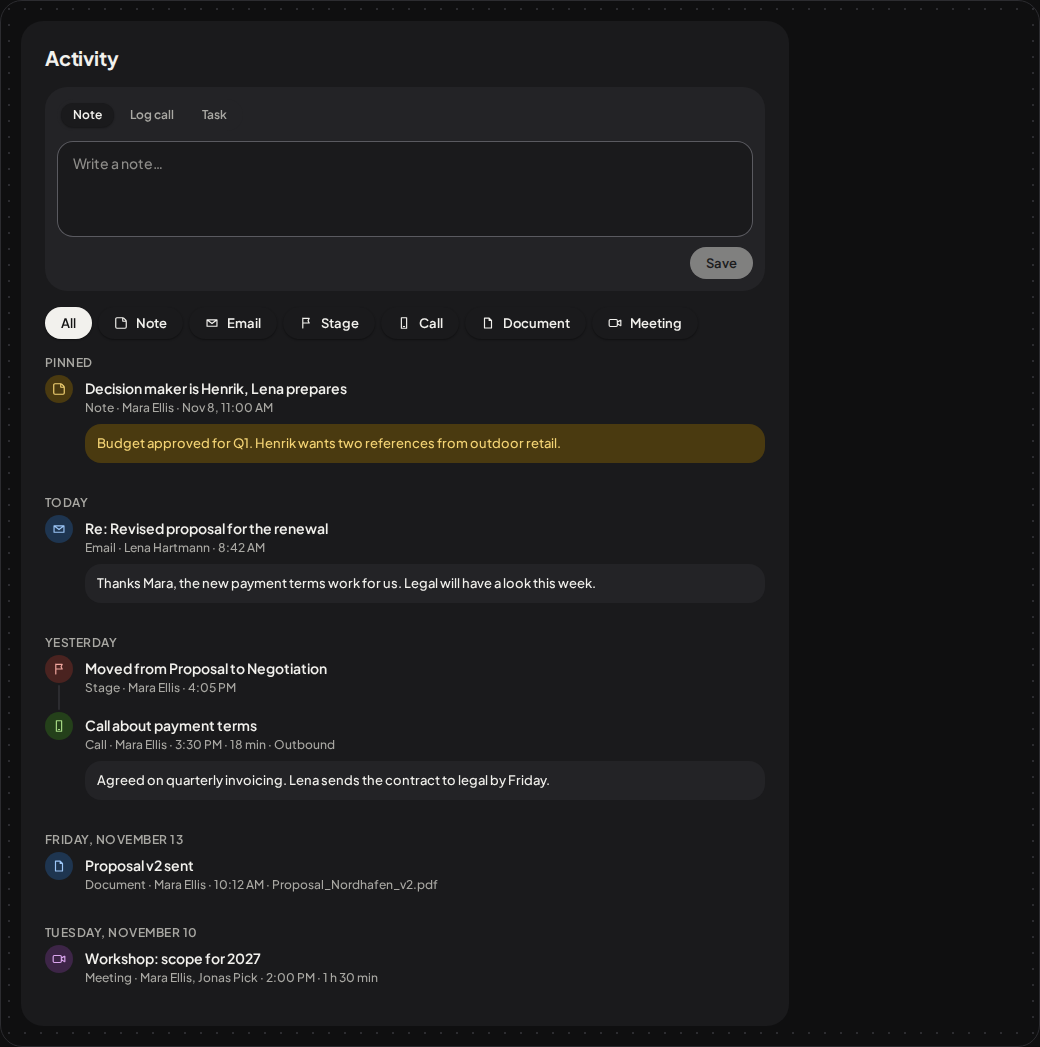 Activity
Note
Log call
Task
Write a note…
Save
All
Note
Email
Stage
Call
Document
Meeting
PINNED
Decision maker is Henrik, Lena prepares
Note · Mara Ellis · Nov 8, 11:00 AM
Budget approved for Q1. Henrik wants two references from outdoor retail.
TODAY
Re: Revised proposal for the renewal
Email · Lena Hartmann · 8:42 AM
Thanks Mara, the new payment terms work for us. Legal will have a look this week.
YESTERDAY
Moved from Proposal to Negotiation
Stage · Mara Ellis · 4:05 PM
Call about payment terms
Call · Mara Ellis · 3:30 PM · 18 min · Outbound
Agreed on quarterly invoicing. Lena sends the contract to legal by Friday.
FRIDAY, NOVEMBER 13
Proposal v2 sent
Document · Mara Ellis · 10:12 AM · Proposal_Nordhafen_v2.pdf
TUESDAY, NOVEMBER 10
Workshop: scope for 2027
Meeting · Mara Ellis, Jonas Pick · 2:00 PM · 1 h 30 min